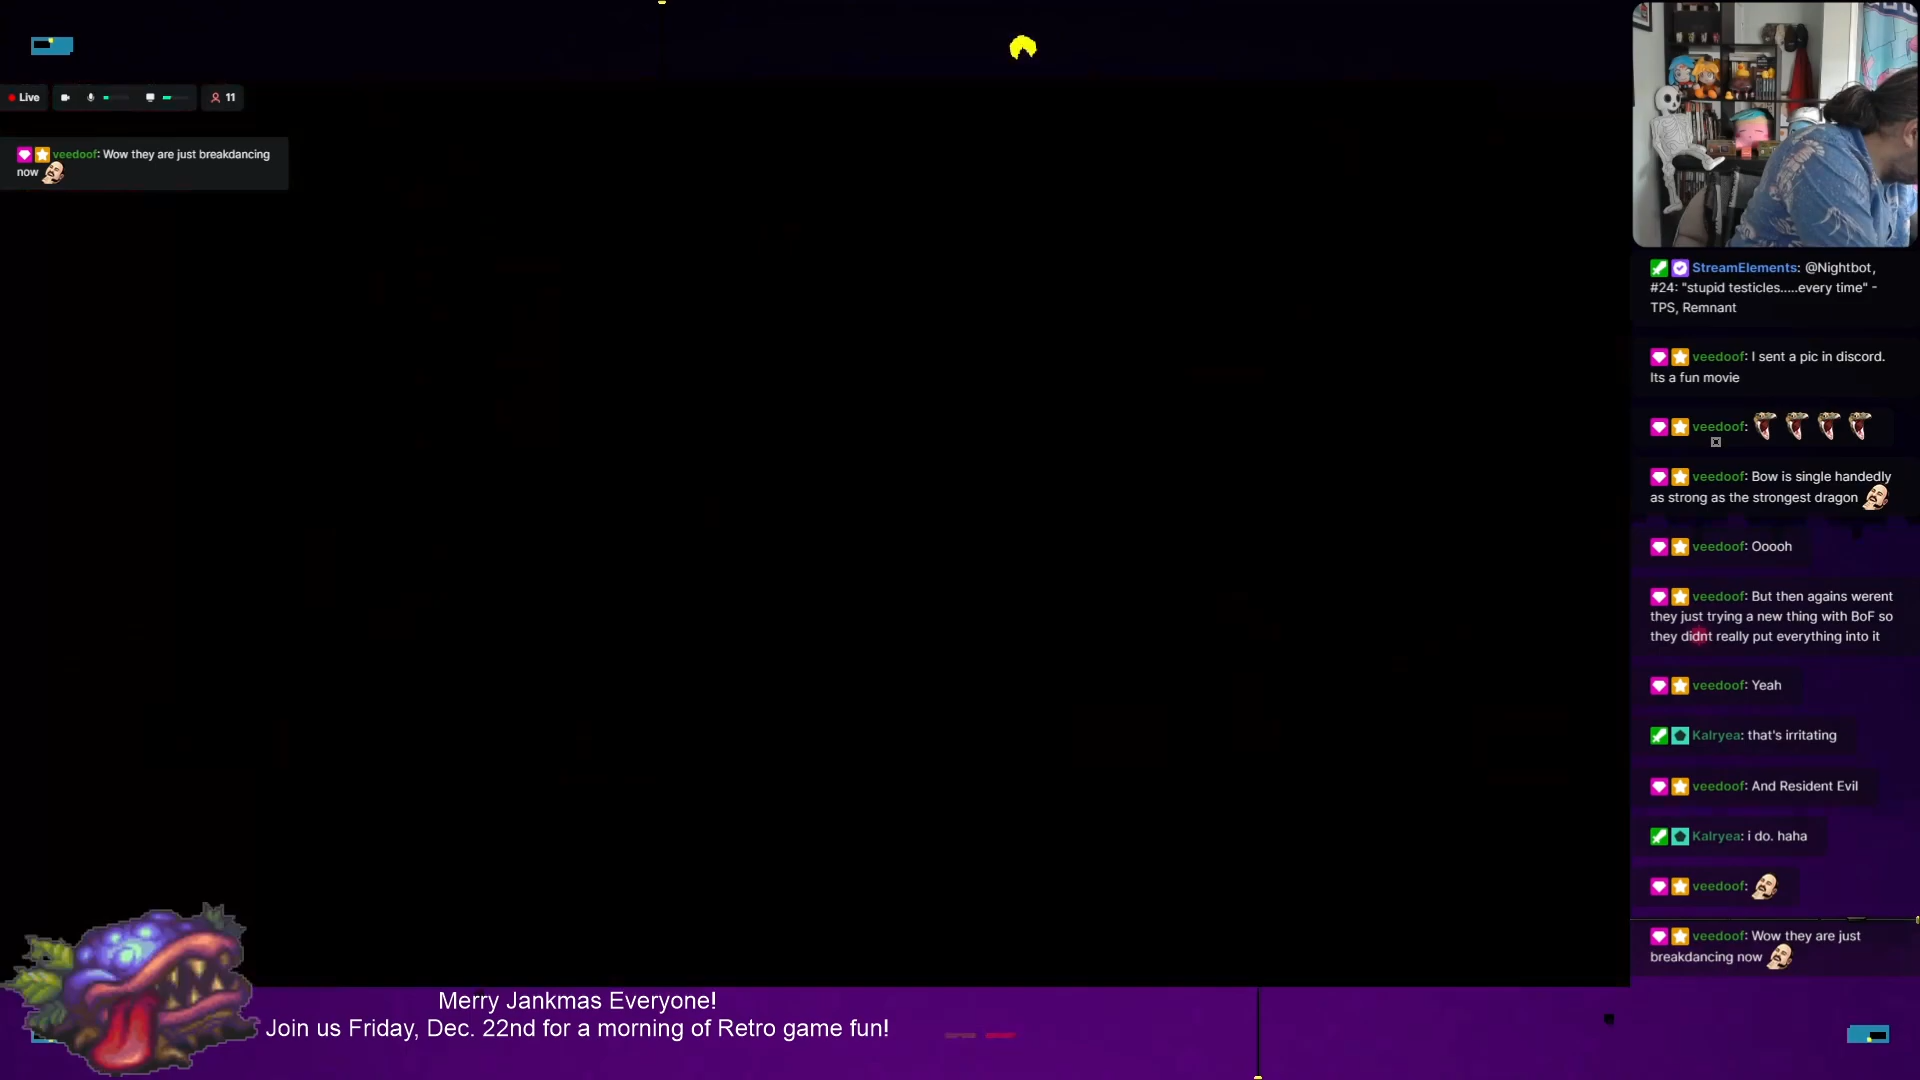 Live
11
veedoof: Wow they are just breakdancing
now
StreamElements: @Nightbot,
#24: "stupid testicles.....every time" -
TPS, Remnant
veedoof: I sent a pic in discord.
Its a fun movie
veedoof:
veedoof: Bow is single handedly
as strong as the strongest dragon
veedoof: Ooooh
veedoof: But then agains werent
they just trying a new thing with BoF so
they didnt really put everything into it
veedoof: Yeah
Kalryea: that's irritating
veedoof: And Resident Evil
Kalryea: i do. haha
veedoof:
veedoof: Wow they are just
breakdancing now
Merry Jankmas Everyone!
Join us Friday, Dec. 22nd for a morning of Retro game fun!